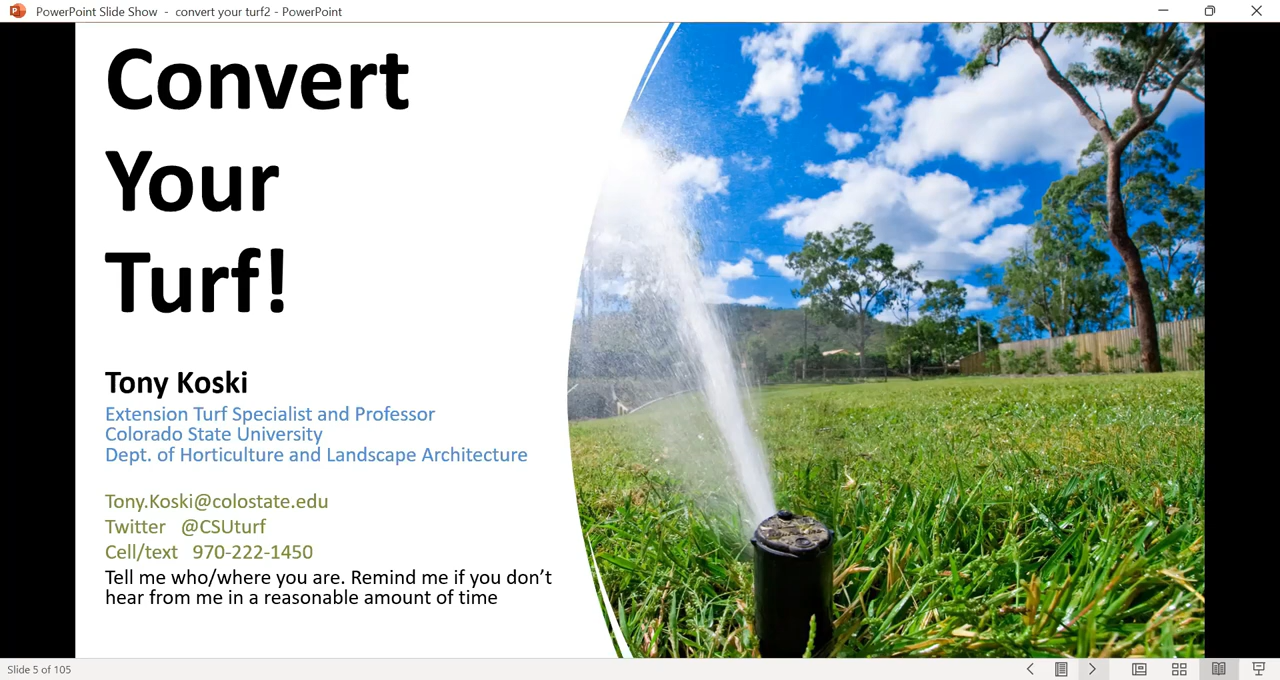 PowerPoint Slide Show - convert your turf2 - PowerPoint
Convert
Your
Turf!
Tony Koski
Extension Turf Specialist and Professor
Colorado State University
Dept. of Horticulture and Landscape Architecture
Tony.Koski@colostate.edu
Twitter @CSUturf
Cell/text 970-222-1450
Tell me who/where you are. Remind me if you don’t
hear from me in a reasonable amount of time
Slide 5 of 105